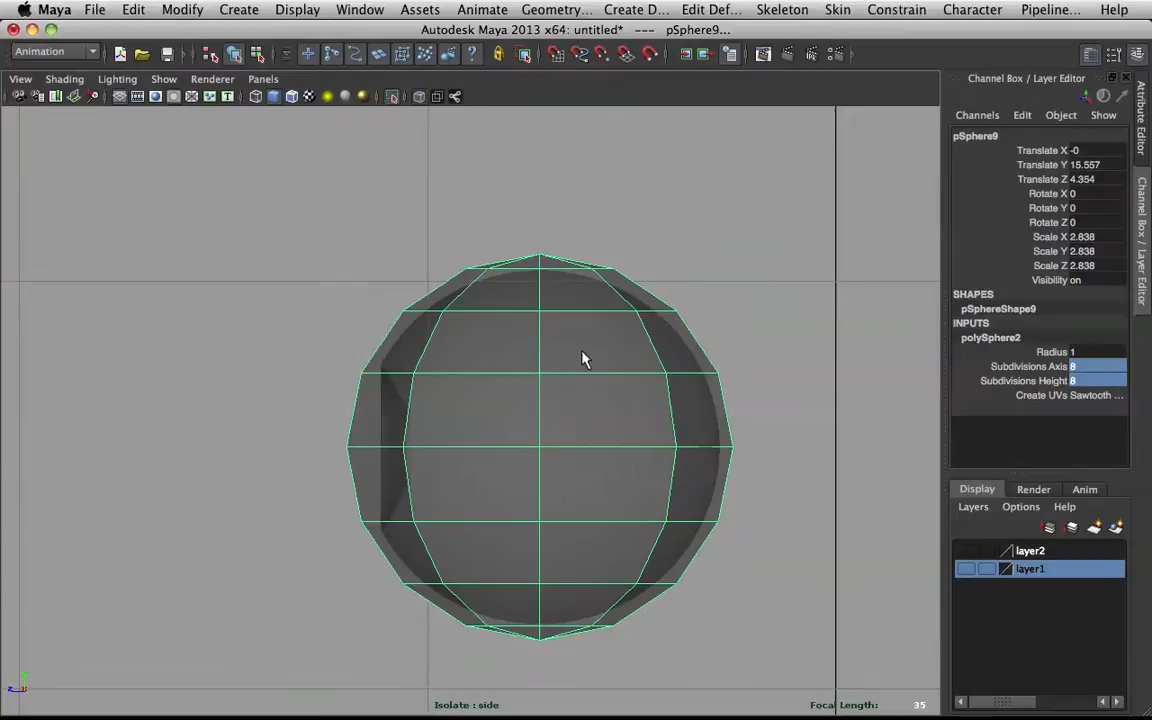 Maya File Edit Modify Create Display Window Assets Animate Geometry... Create D... Edit Def... Skeleton Skin Constrain Character Pipeline... Help
Autodesk Maya 2013 x64: untitled* --- pSphere9...
Animation
View Shading Lighting Show Renderer Panels
Channel Box / Layer Editor
Channels Edit Object Show
pSphere9
Translate X -0
Translate Y 15.557
Translate Z 4.354
Rotate X 0
Rotate Y 0
Rotate Z 0
Scale X 2.838
Scale Y 2.838
Scale Z 2.838
Visibility on
SHAPES
pSphereShape9
INPUTS
polySphere2
Radius 1
Subdivisions Axis 8
Subdivisions Height 8
Create UVs Sawtooth ...
Attribute Editor
Channel Box / Layer Editor
Display Render Anim
Layers Options Help
layer2
layer1
z
Isolate : side
Focal Length: 35